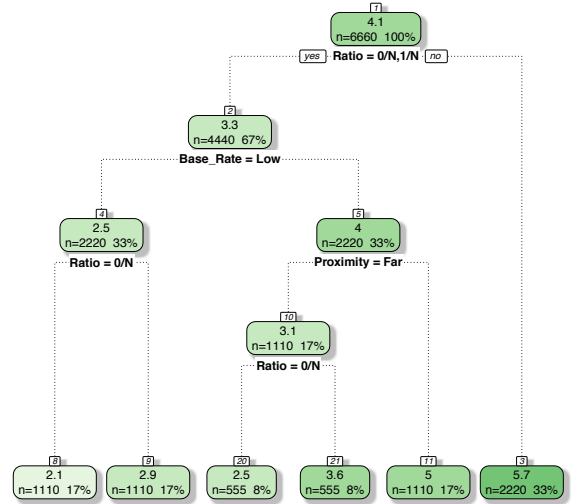 1
4.1
n=6660 100%
yes Ratio = 0/N,1/N no
2
3.3
n=4440 67%
Base_Rate = Low
4
2.5
n=2220 33%
Ratio = 0/N
5
4
n=2220 33%
Proximity = Far
10
3.1
n=1110 17%
Ratio = 0/N
8
2.1
n=1110 17%
9
2.9
n=1110 17%
20
2.5
n=555 8%
21
3.6
n=555 8%
11
5
n=1110 17%
3
5.7
n=2220 33%